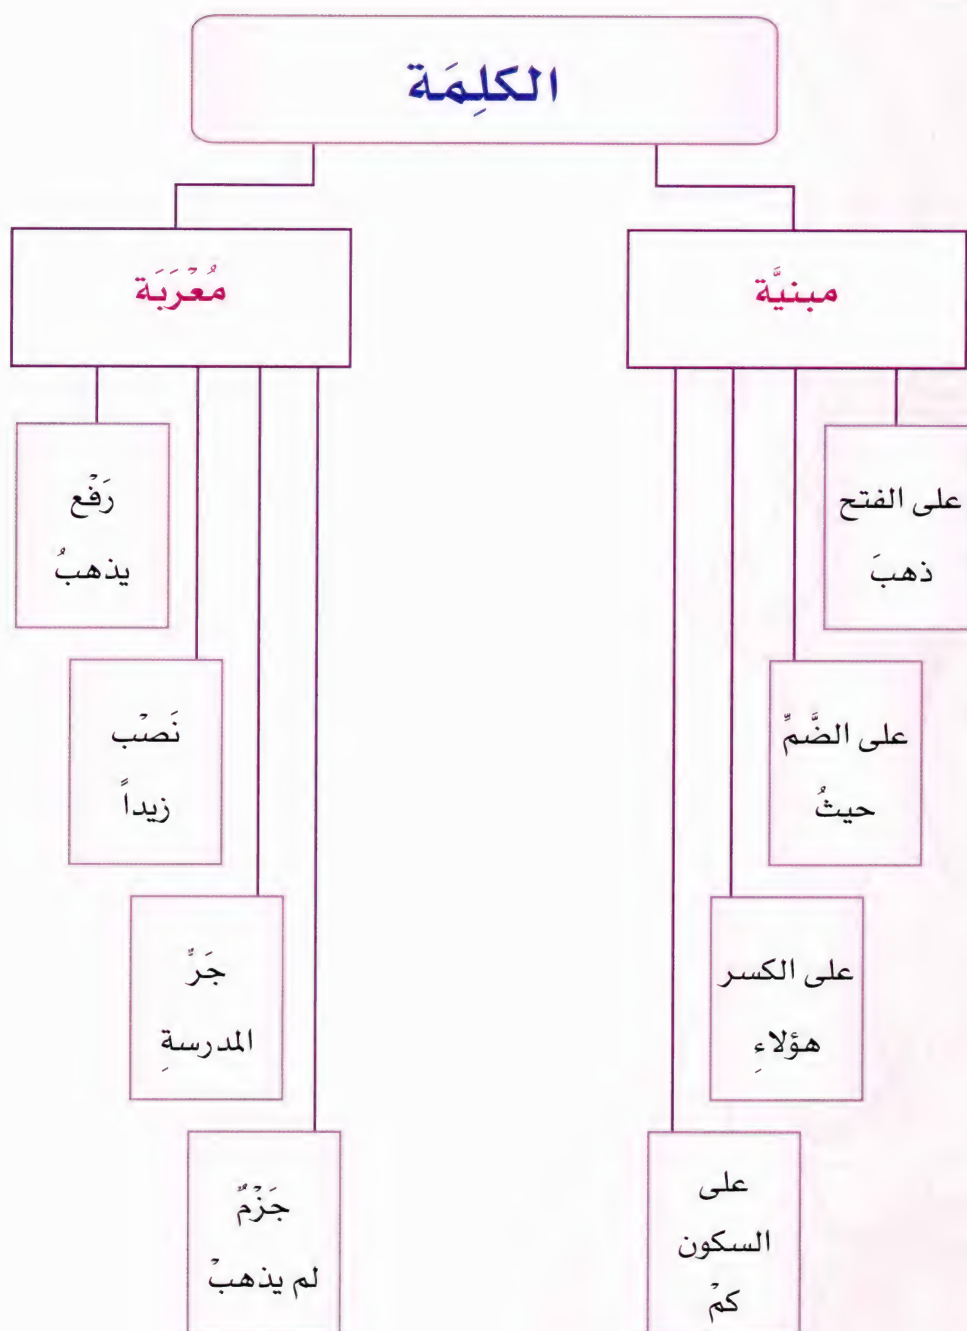 الكلِمَة
مبنيَّة
مُعْرَبَة
على الفتح
ذهبَ
على الضَّمِّ
حيثُ
على الكسر
هؤلاءِ
على
السكون
كمْ
رَفْع
يذهبُ
نَصْب
زيداً
جَرٌّ
المدرسةِ
جَزْمٌ
لم يذهبْ